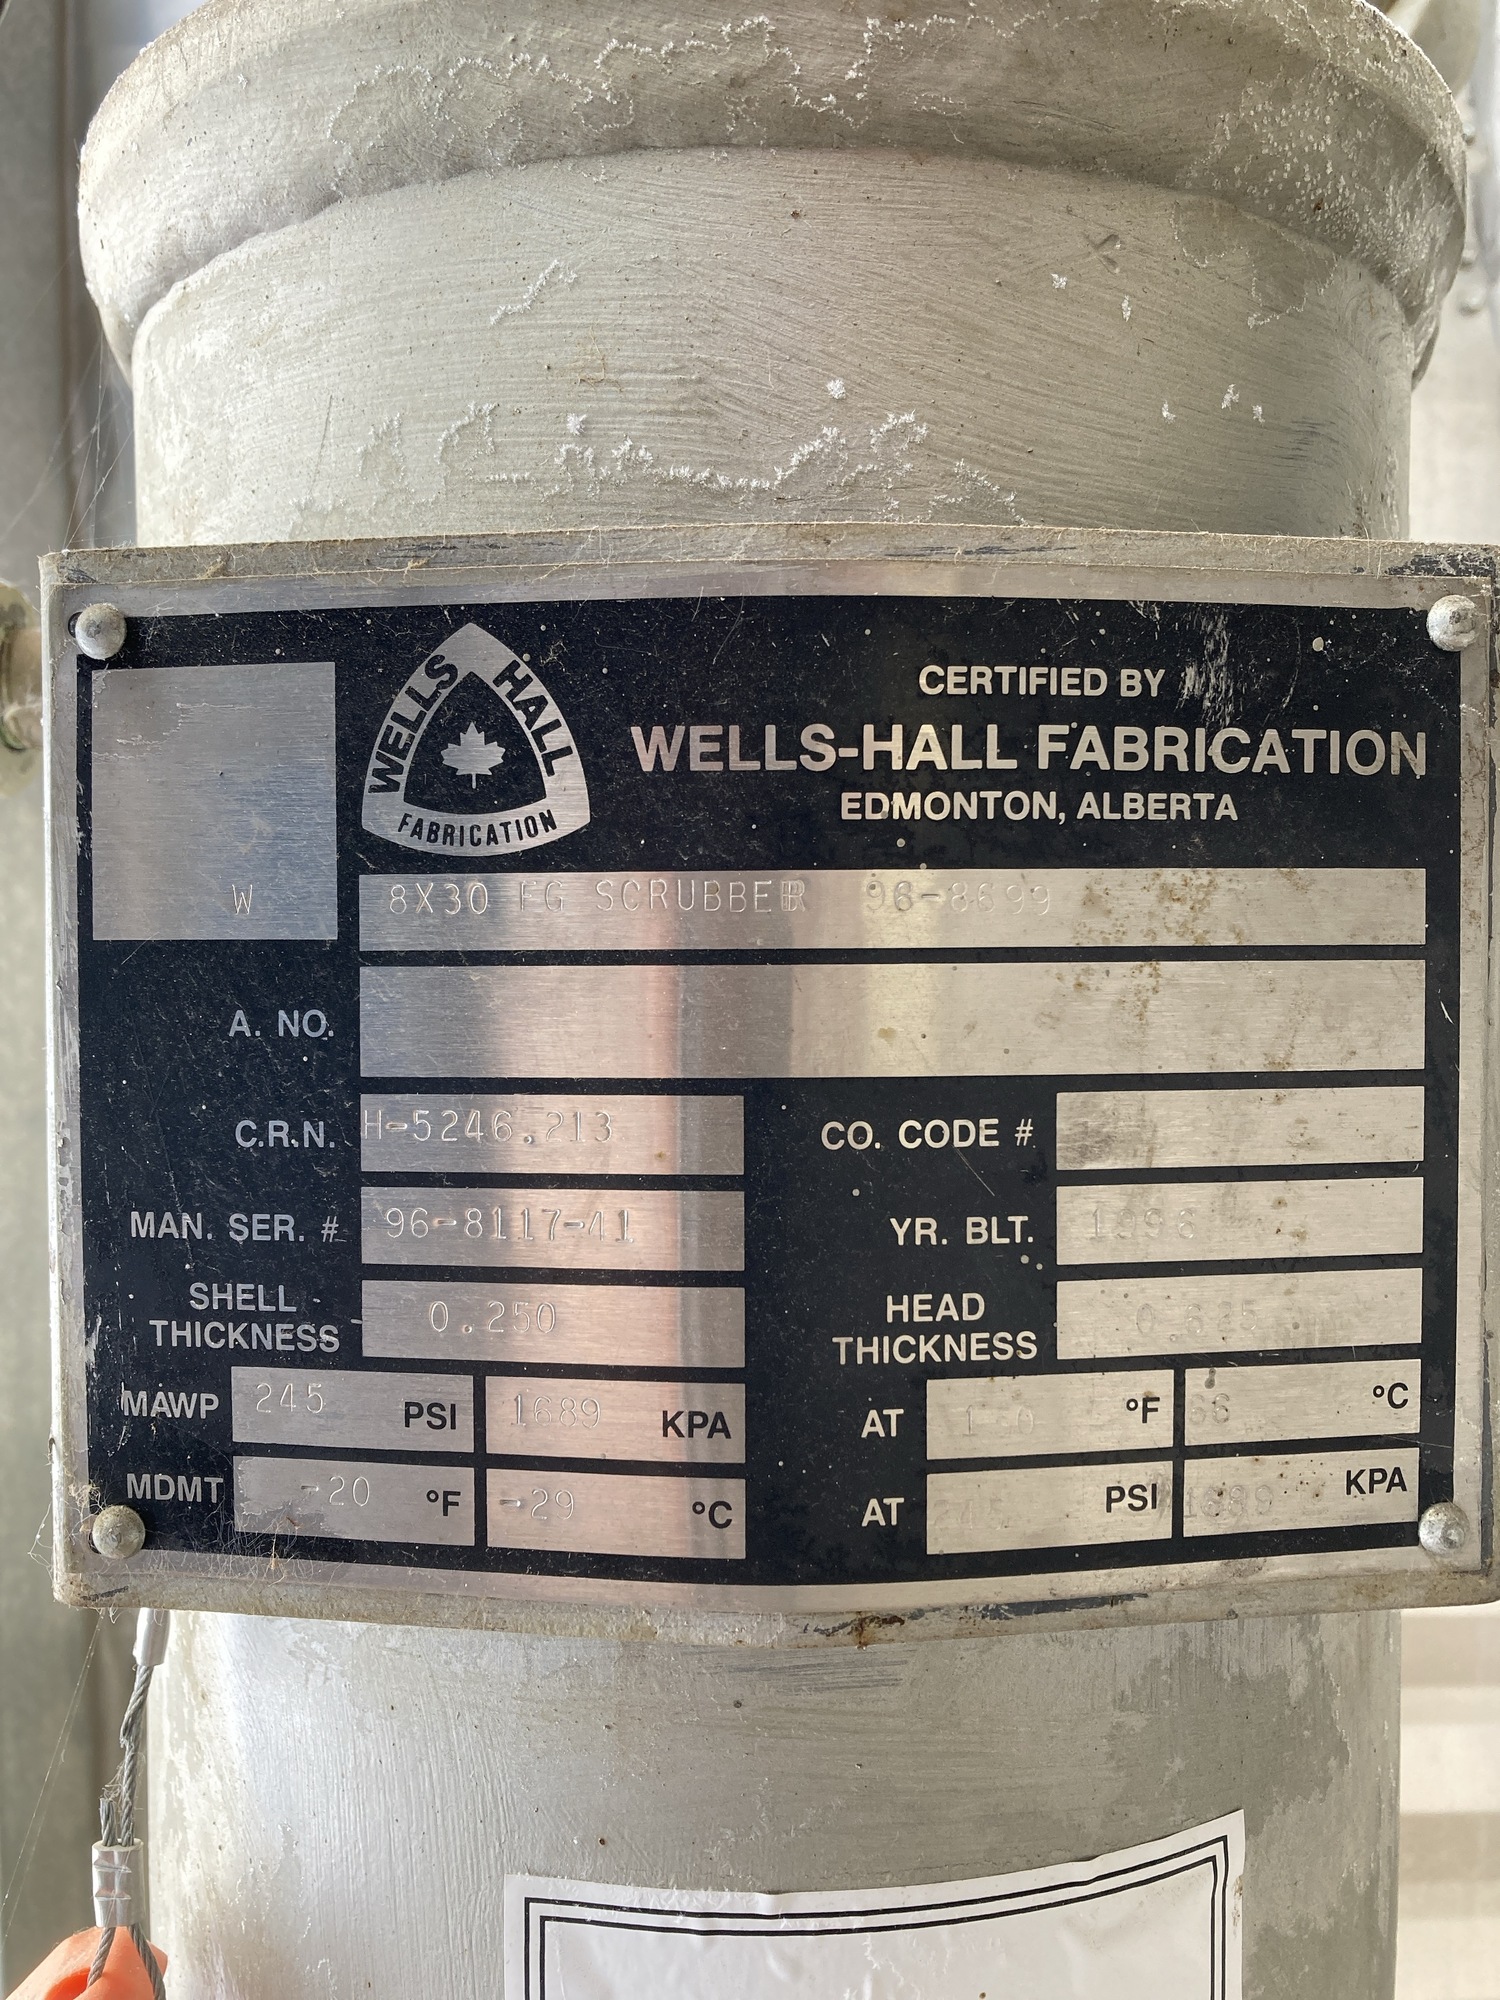 WELLS HALL
FABRICATION
CERTIFIED BY
WELLS-HALL FABRICATION
EDMONTON, ALBERTA
W
8X30 FG SCRUBBER 96-8699
A. NO.
C.R.N. H-5246.213
CO. CODE #
MAN. SER. # 96-8117-41
YR. BLT. 1996
SHELL
THICKNESS 0.250
HEAD
THICKNESS
MAWP 245 PSI 1689 KPA
AT °F 66 °C
MDMT -20 °F -29 °C
AT PSI 1689 KPA